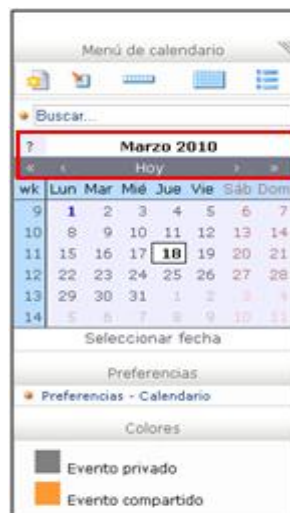 Menú de calendario
Buscar...
? Marzo 2010
« ‹ Hoy › »
wk Lun Mar Mié Jue Vie Sáb Dom
9 1 2 3 4 5 6 7
10 8 9 10 11 12 13 14
11 15 16 17 18 19 20 21
12 22 23 24 25 26 27 28
13 29 30 31 1 2 3 4
14 5 6 7 8 9 10 11
Seleccionar fecha
Preferencias
Preferencias - Calendario
Colores
Evento privado
Evento compartido